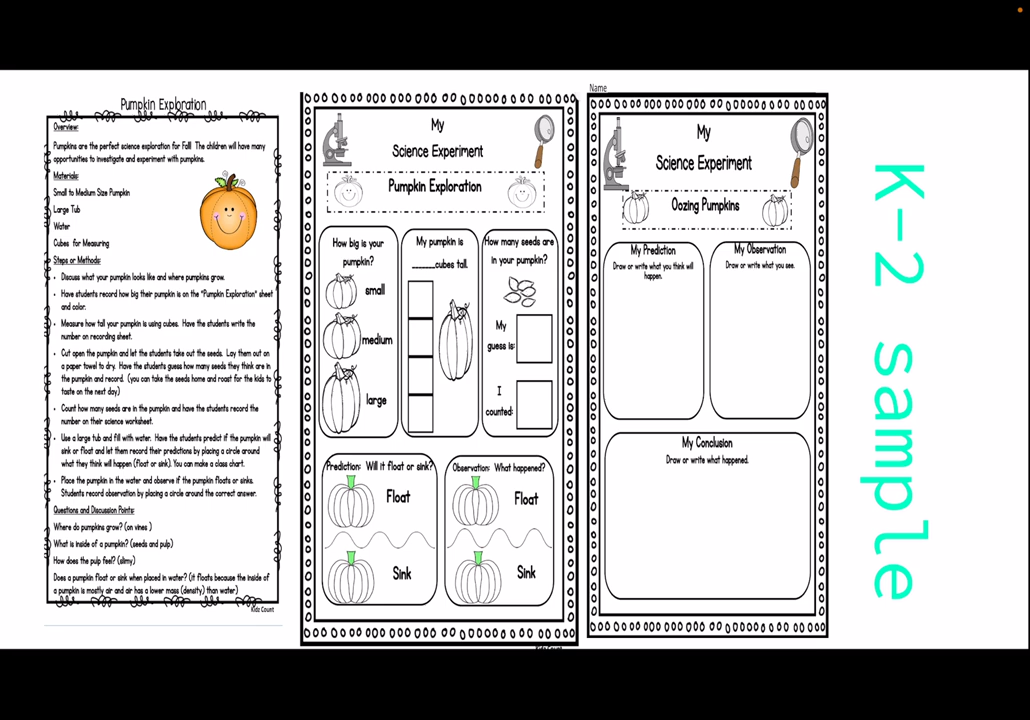 Pumpkin Exploration
Overview:
Pumpkins are the perfect science exploration for Fall! The children will have many
opportunities to investigate and experiment with pumpkins.
Materials:
Small to Medium Size Pumpkin
Large Tub
Water
Cubes for Measuring
Steps or Methods:
• Discuss what your pumpkin looks like and where pumpkins grow.
• Have students record how big their pumpkin is on the "Pumpkin Exploration" sheet
and color.
• Measure how tall your pumpkin is using cubes. Have the students write the
number on recording sheet.
• Cut open the pumpkin and let the students take out the seeds. Lay them out on
a paper towel to dry. Have the students guess how many seeds they think are in
the pumpkin and record. (you can take the seeds home and roast for the kids to
taste on the next day)
• Count how many seeds are in the pumpkin and have the students record the
number on their science worksheet.
• Use a large tub and fill with water. Have the students predict if the pumpkin will
sink or float and let them record their predictions by placing a circle around
what they think will happen (float or sink). You can make a class chart.
• Place the pumpkin in the water and observe if the pumpkin floats or sinks.
Students record observation by placing a circle around the correct answer.
Questions and Discussion Points:
Where do pumpkins grow? (on vines )
What is inside of a pumpkin? (seeds and pulp)
How does the pulp feel? (slimy)
Does a pumpkin float or sink when placed in water? (it floats because the inside of
a pumpkin is mostly air and air has a lower mass (density) than water)
Kidz Count
My
Science Experiment
Pumpkin Exploration
How big is your
pumpkin?
small
medium
large
My pumpkin is
______cubes tall.
How many seeds are
in your pumpkin?
My
guess is:
I
counted:
Prediction: Will it float or sink?
Float
Sink
Observation: What happened?
Float
Sink
Kidz Count
Name
My
Science Experiment
Oozing Pumpkins
My Prediction
Draw or write what you think will
happen.
My Observation
Draw or write what you see.
My Conclusion
Draw or write what happened.
K-2 sample